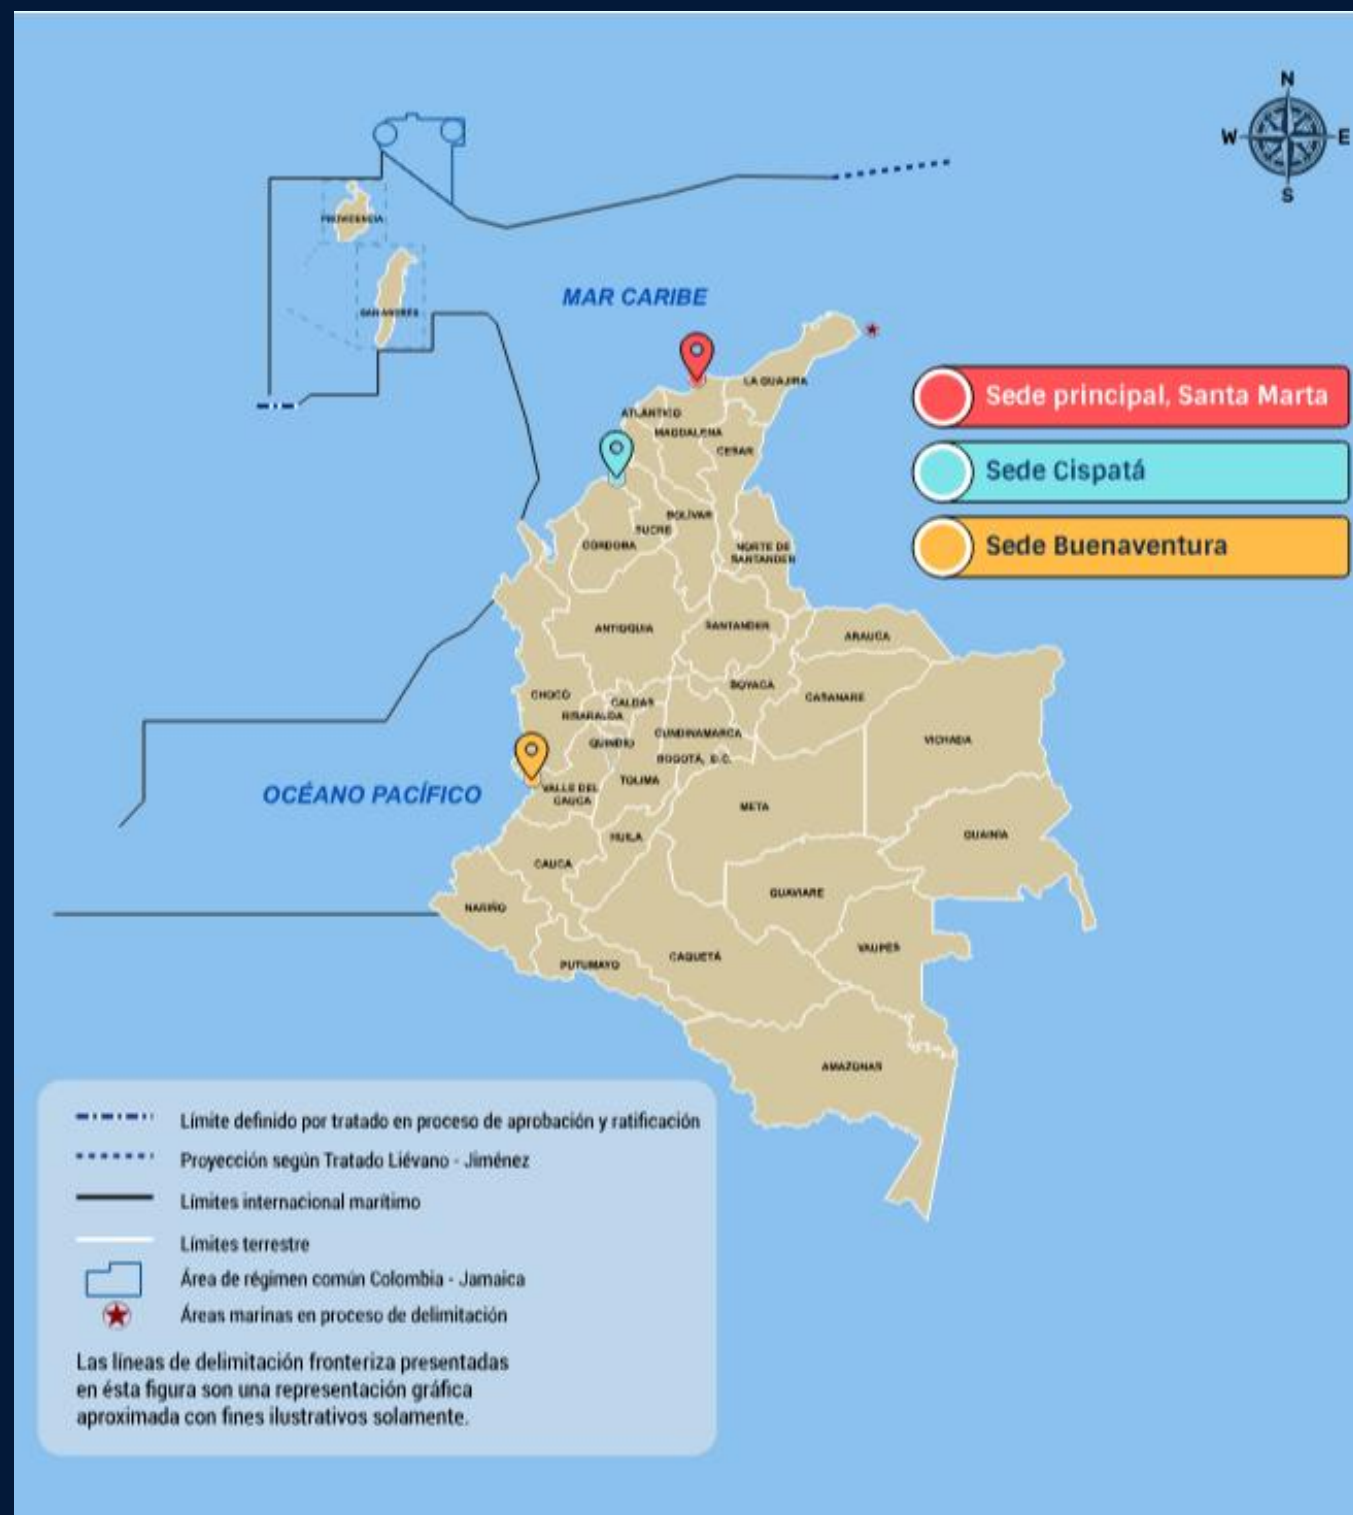 N
W
E
S
PROVIDENCIA
SAN ANDRES
MAR CARIBE
LA GUAJIRA
Sede principal, Santa Marta
ATLÁNTICO
MAGDALENA
CESAR
Sede Cispatá
BOLÍVAR
SUCRE
CÓRDOBA
NORTE DE
SANTANDER
Sede Buenaventura
ANTIOQUIA
SANTANDER
ARAUCA
BOYACÁ
CHOCÓ
CALDAS
CASANARE
RISARALDA
CUNDINAMARCA
QUINDÍO
VICHADA
BOGOTÁ, D.C.
OCÉANO PACÍFICO
VALLE DEL
CAUCA
TOLIMA
META
HUILA
GUAINÍA
CAUCA
GUAVIARE
NARIÑO
VAUPÉS
CAQUETÁ
PUTUMAYO
AMAZONAS
Límite definido por tratado en proceso de aprobación y ratificación
Proyección según Tratado Liévano - Jiménez
Límites internacional marítimo
Límites terrestre
Área de régimen común Colombia - Jamaica
Áreas marinas en proceso de delimitación
Las líneas de delimitación fronteriza presentadas
en ésta figura son una representación gráfica
aproximada con fines ilustrativos solamente.